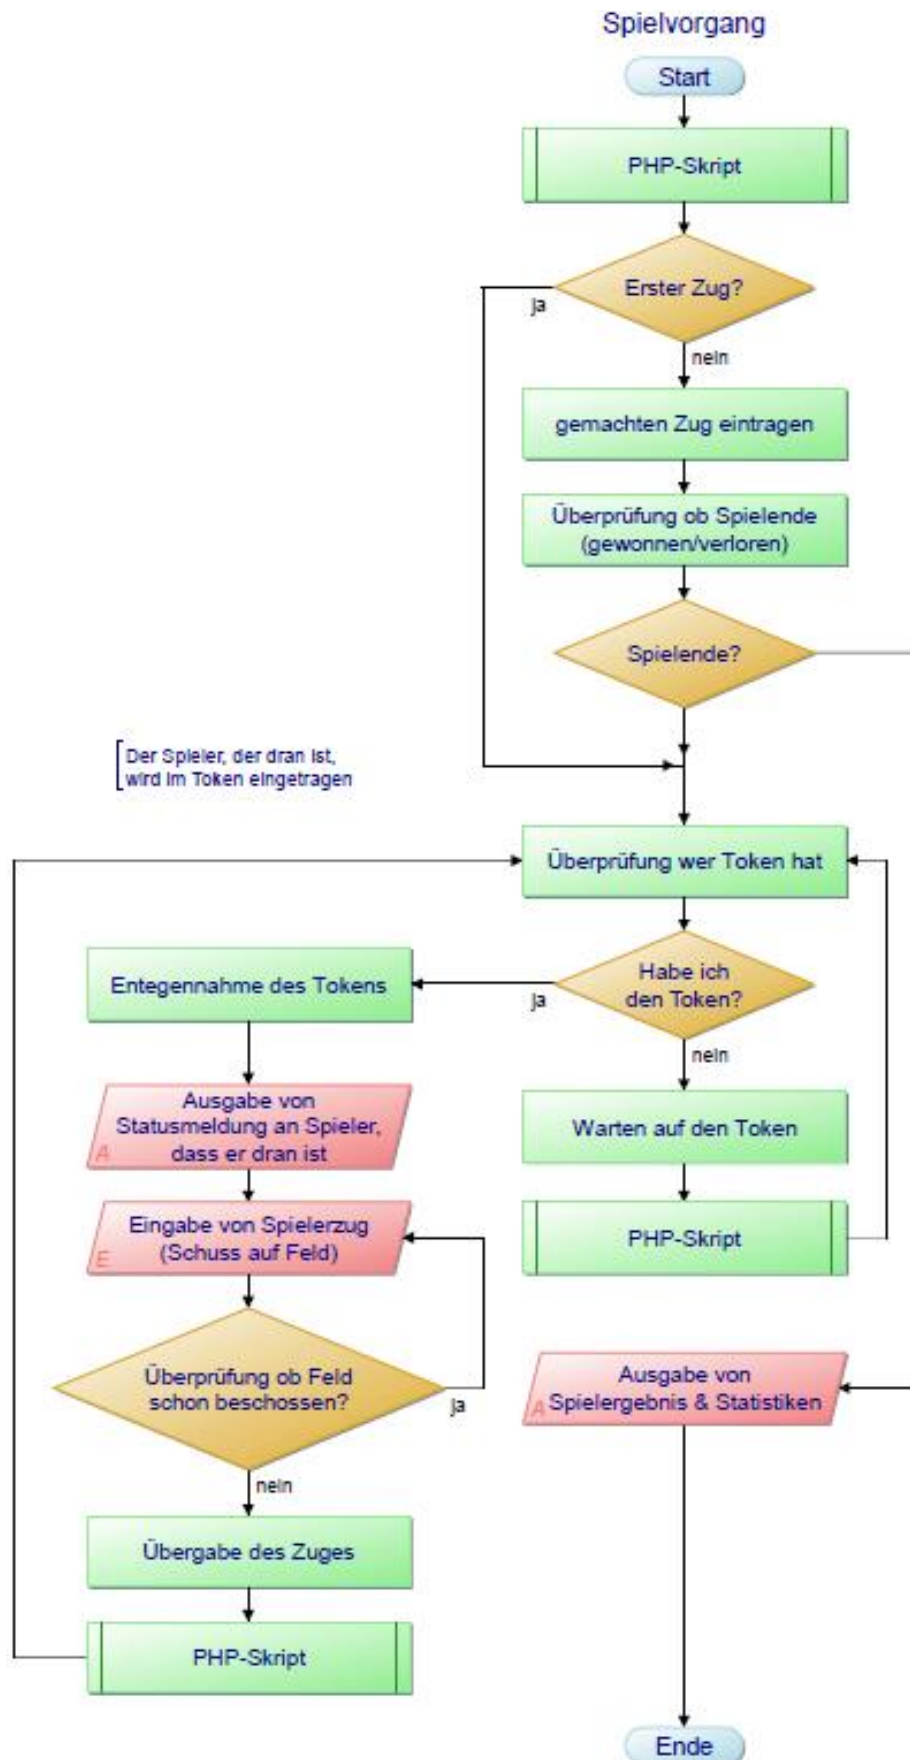 Spielvorgang
Start
PHP-Skript
Erster Zug?
ja
nein
gemachten Zug eintragen
Überprüfung ob Spielende
(gewonnen/verloren)
Spielende?
Der Spieler, der dran ist,
wird im Token eingetragen
Überprüfung wer Token hat
Habe ich
den Token?
ja
nein
Entegennahme des Tokens
Ausgabe von
Statusmeldung an Spieler,
dass er dran ist
A
Warten auf den Token
Eingabe von Spielerzug
(Schuss auf Feld)
E
PHP-Skript
Überprüfung ob Feld
schon beschossen?
ja
nein
Ausgabe von
Spielergebnis & Statistiken
A
Übergabe des Zuges
PHP-Skript
Ende